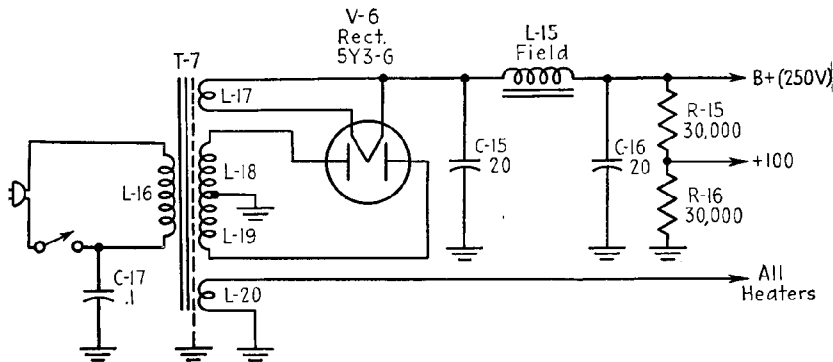 V-6
Rect.
5Y3-G
L-15
Field
T-7
L-17
B+(250V)
R-15
30,000
L-18
C-15
20
C-16
20
+100
L-16
R-16
30,000
L-19
C-17
.1
L-20
All
Heaters